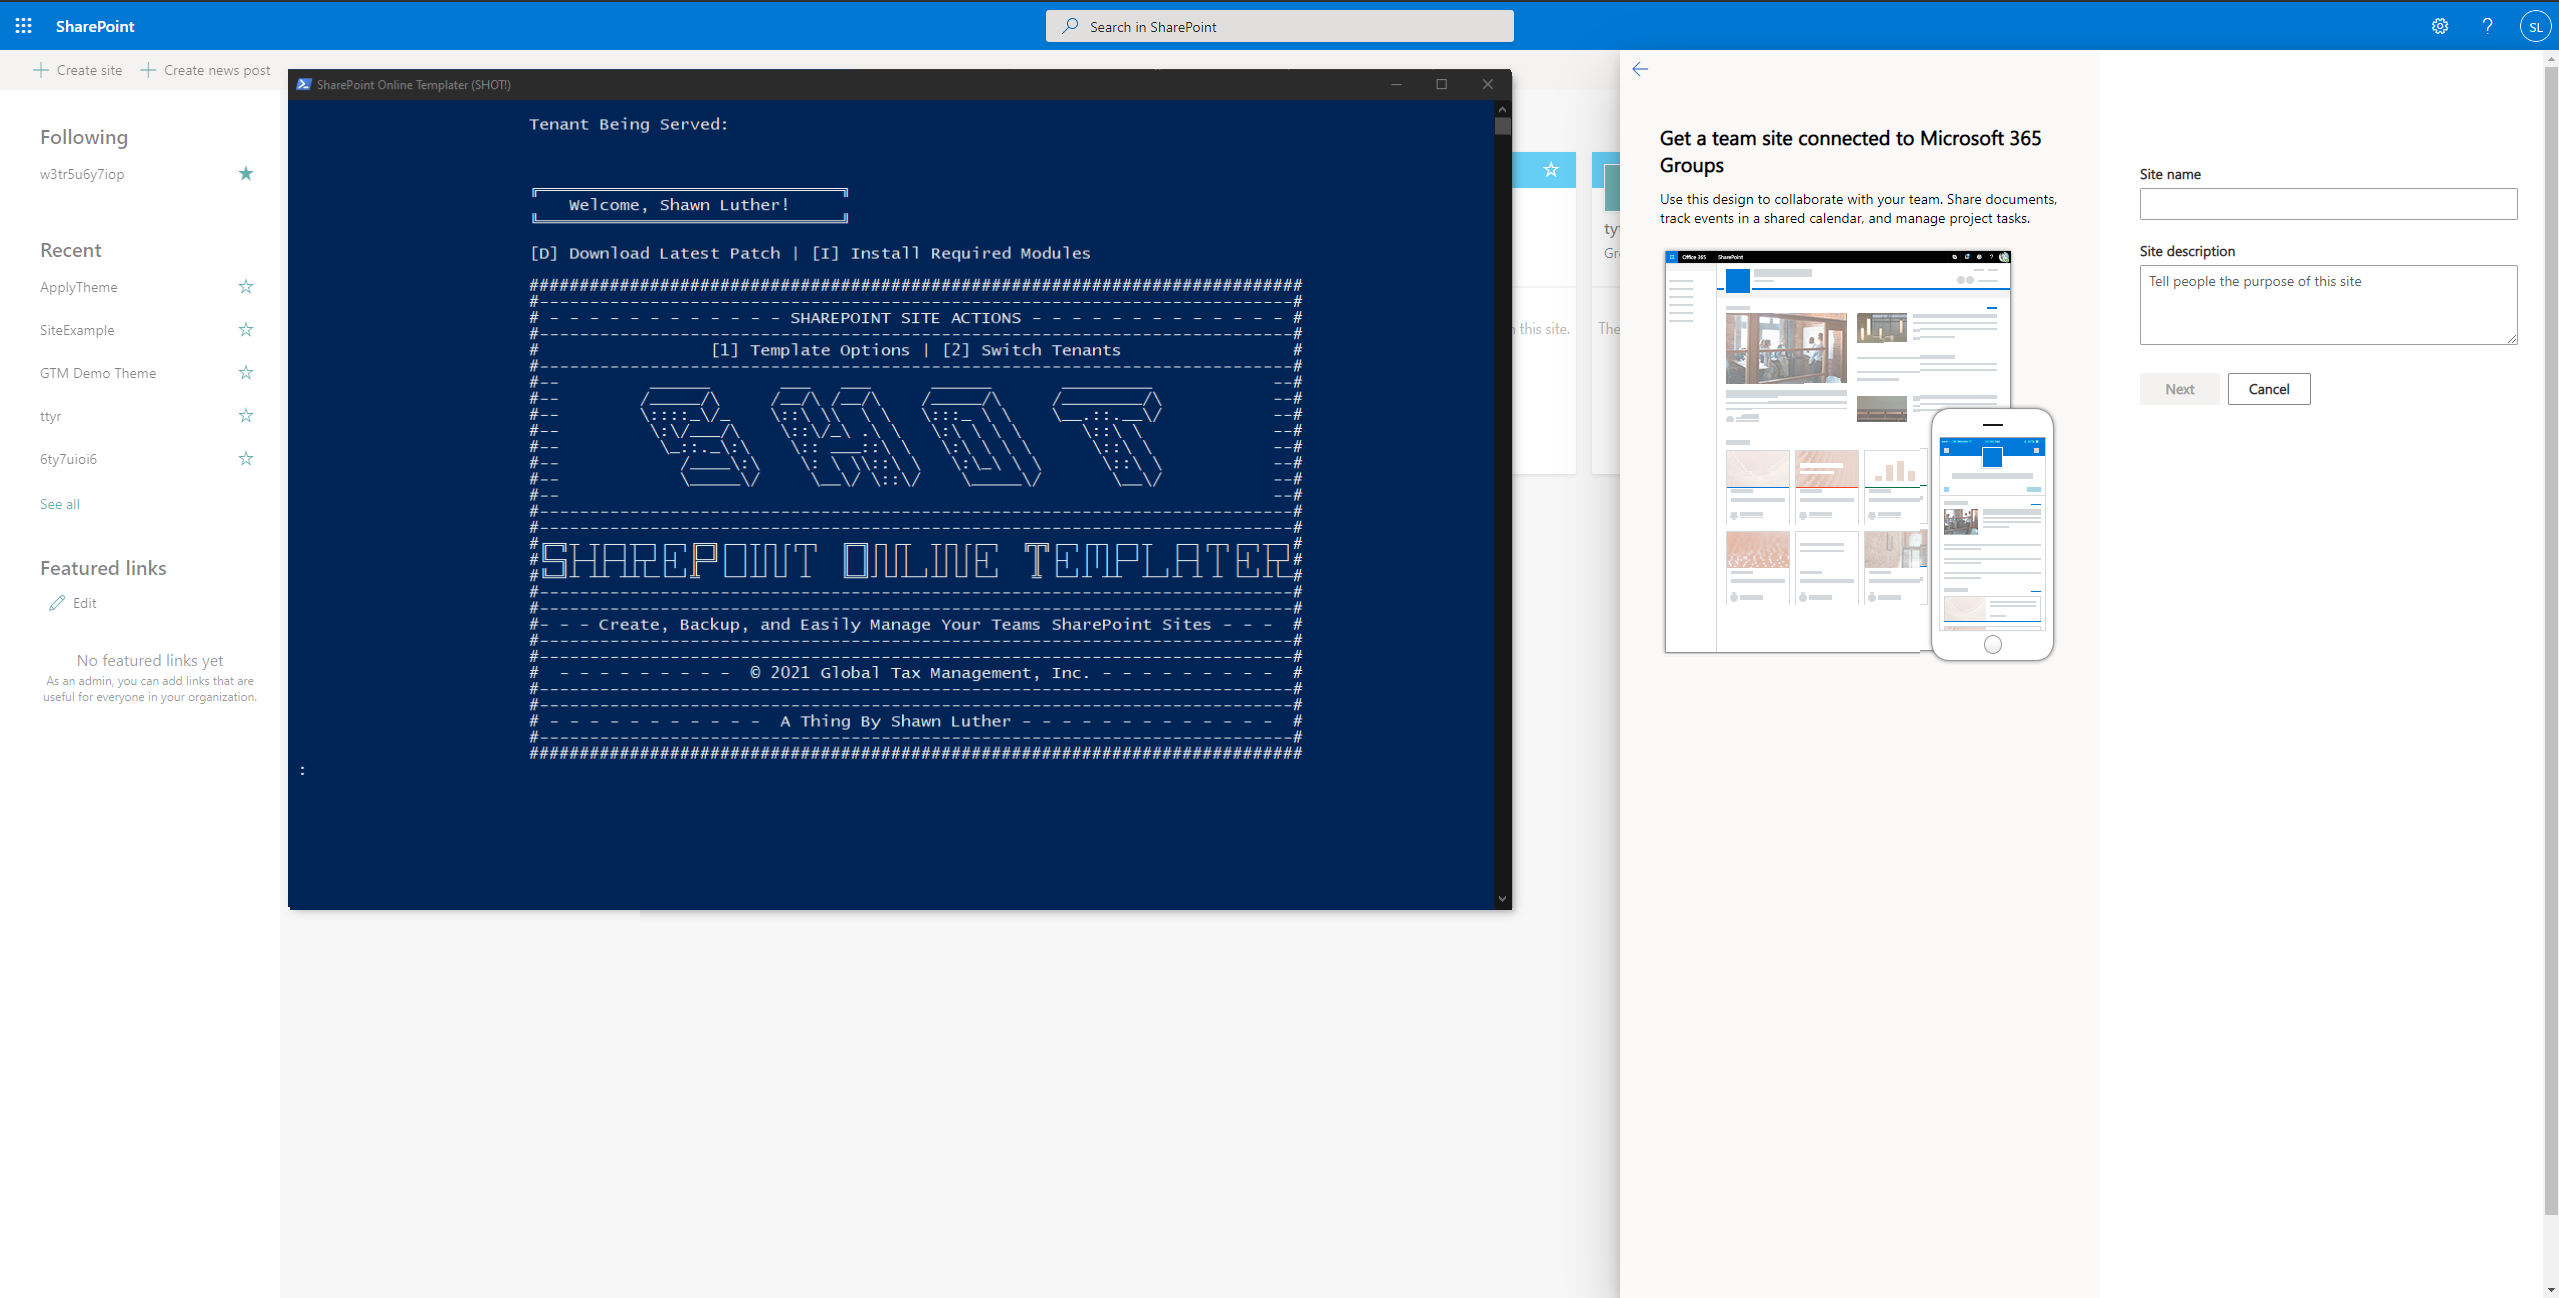 SharePoint
Search in SharePoint
SL
Create site
Create news post
Following
w3tr5u6y7iop
Recent
ApplyTheme
SiteExample
GTM Demo Theme
ttyr
6ty7uioi6
See all
Featured links
Edit
No featured links yet
As an admin, you can add links that are
useful for everyone in your organization.
SharePoint Online Templater (SHOT!)
Tenant Being Served:
Welcome, Shawn Luther!
[D] Download Latest Patch | [I] Install Required Modules
SHAREPOINT SITE ACTIONS
[1] Template Options | [2] Switch Tenants
SHOT
SHAREPOINT ONLINE TEMPLATER
- - - Create, Backup, and Easily Manage Your Teams SharePoint Sites - - -
© 2021 Global Tax Management, Inc.
A Thing By Shawn Luther
:
this site.
The
Get a team site connected to Microsoft 365
Groups
Use this design to collaborate with your team. Share documents,
track events in a shared calendar, and manage project tasks.
Office 365
SharePoint
Site name
Site description
Tell people the purpose of this site
Next
Cancel